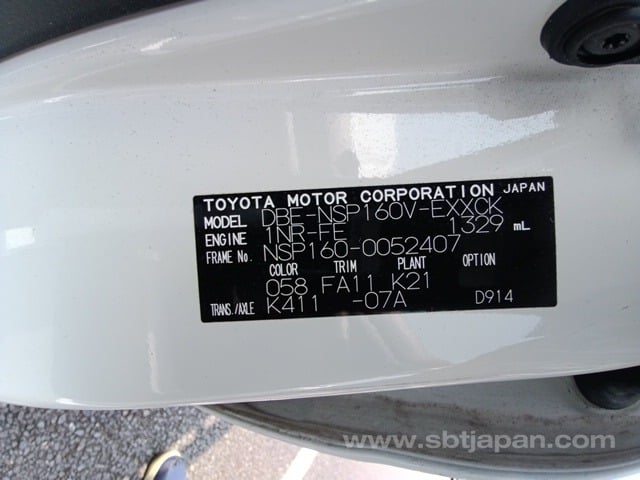 TOYOTA MOTOR CORPORATION JAPAN
MODEL DBE-NSP160V-EXXCK
ENGINE 1NR-FE 1329 mL
FRAME No. NSP160-0052407
COLOR TRIM PLANT OPTION
058 FA11 K21
TRANS./AXLE K411 -07A D914
www.sbtjapan.com